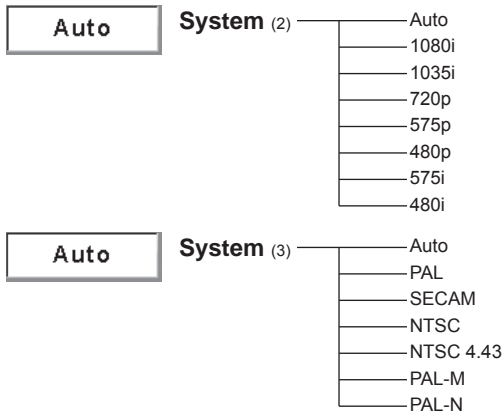 Auto
System (2)
Auto
1080i
1035i
720p
575p
480p
575i
480i
Auto
System (3)
Auto
PAL
SECAM
NTSC
NTSC 4.43
PAL-M
PAL-N